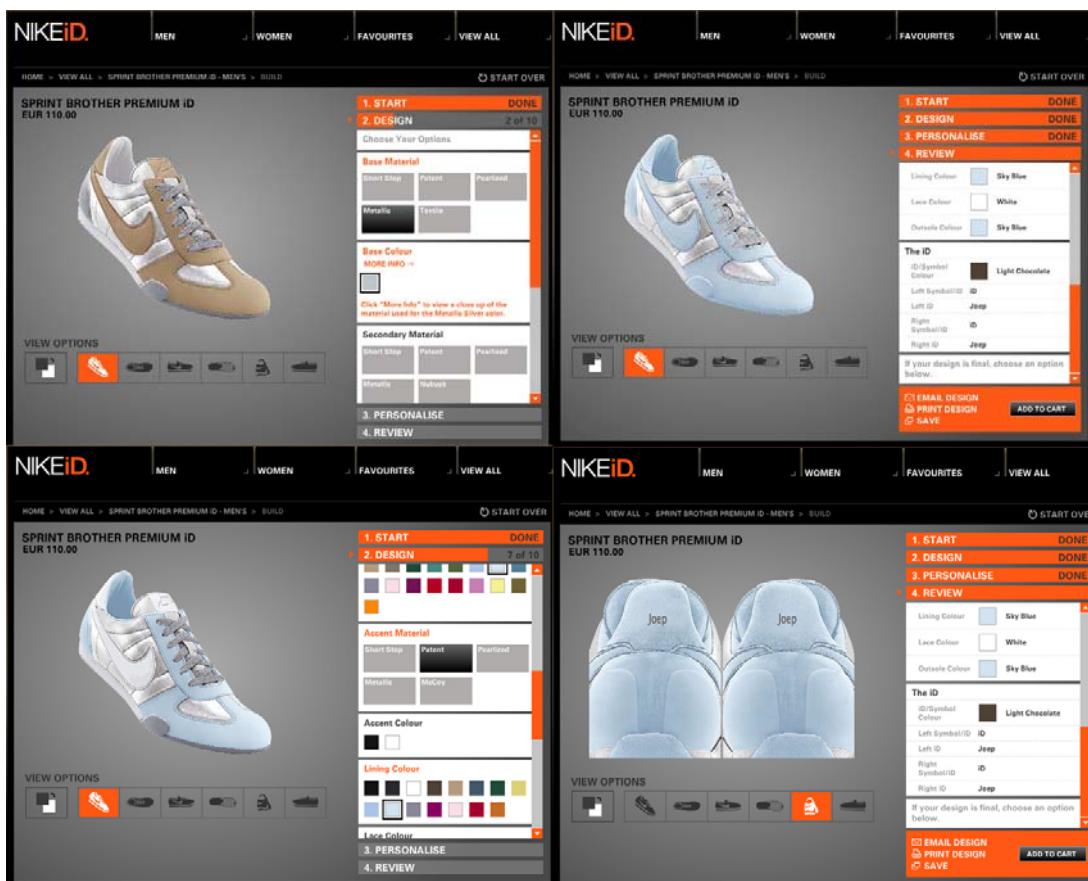 NIKEiD.
MEN
WOMEN
FAVOURITES
VIEW ALL
HOME > VIEW ALL > SPRINT BROTHER PREMIUM iD - MEN'S > BUILD
START OVER
SPRINT BROTHER PREMIUM iD
EUR 110.00
1. START DONE
2. DESIGN 2 of 10
Choose Your Options
Base Material
Short Step Patent Pearlized
Metallic Textile
Base Colour
MORE INFO
Click "More Info" to view a close up of the
material used for the Metallic Silver color.
Secondary Material
Short Step Patent Pearlized
Metallic Nubuck
3. PERSONALISE
4. REVIEW
VIEW OPTIONS
NIKEiD.
MEN
WOMEN
FAVOURITES
VIEW ALL
HOME > VIEW ALL > SPRINT BROTHER PREMIUM iD - MEN'S > BUILD
START OVER
SPRINT BROTHER PREMIUM iD
EUR 110.00
1. START DONE
2. DESIGN DONE
3. PERSONALISE DONE
4. REVIEW
Lining Colour Sky Blue
Lace Colour White
Outsole Colour Sky Blue
The iD
iD/Symbol
Colour Light Chocolate
Left Symbol/iD iD
Left iD Joep
Right
Symbol/iD iD
Right iD Joep
If your design is final, choose an option
below.
EMAIL DESIGN
PRINT DESIGN ADD TO CART
SAVE
VIEW OPTIONS
NIKEiD.
MEN
WOMEN
FAVOURITES
VIEW ALL
HOME > VIEW ALL > SPRINT BROTHER PREMIUM iD - MEN'S > BUILD
START OVER
SPRINT BROTHER PREMIUM iD
EUR 110.00
1. START DONE
2. DESIGN 7 of 10
Accent Material
Short Step Patent Pearlized
Metallic McCoy
Accent Colour
Lining Colour
Lace Colour
3. PERSONALISE
4. REVIEW
VIEW OPTIONS
NIKEiD.
MEN
WOMEN
FAVOURITES
VIEW ALL
HOME > VIEW ALL > SPRINT BROTHER PREMIUM iD - MEN'S > BUILD
START OVE
SPRINT BROTHER PREMIUM iD
EUR 110.00
Joep Joep
1. START DONE
2. DESIGN DONE
3. PERSONALISE DONE
4. REVIEW
Lining Colour Sky Blue
Lace Colour White
Outsole Colour Sky Blue
The iD
iD/Symbol
Colour Light Chocolate
Left Symbol/iD iD
Left iD Joep
Right
Symbol/iD iD
Right iD Joep
If your design is final, choose an option
below.
EMAIL DESIGN
PRINT DESIGN ADD TO CART
SAVE
VIEW OPTIONS